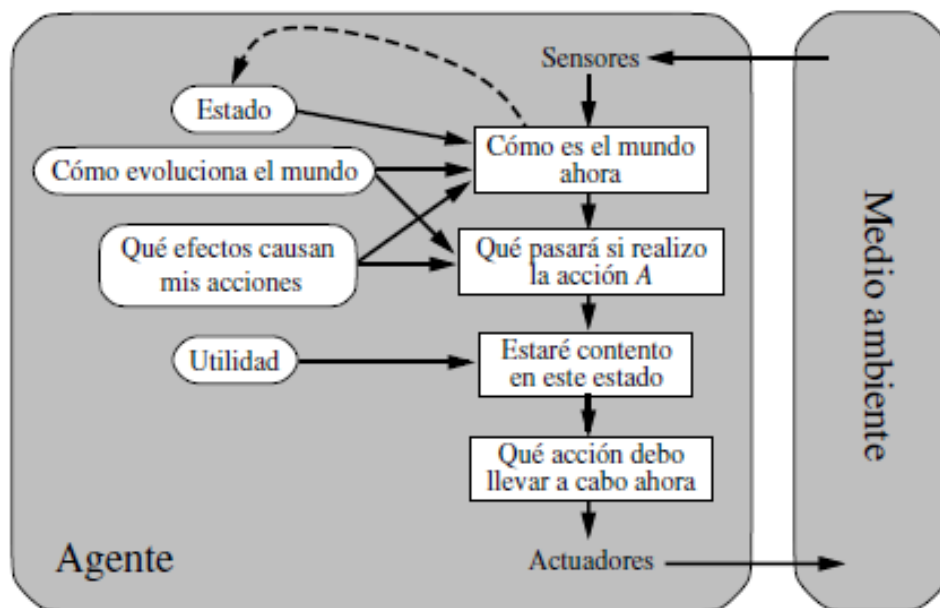 Sensores
Estado
Cómo es el mundo
ahora
Cómo evoluciona el mundo
Qué efectos causan
mis acciones
Qué pasará si realizo
la acción A
Utilidad
Estaré contento
en este estado
Qué acción debo
llevar a cabo ahora
Agente
Actuadores
Medio ambiente